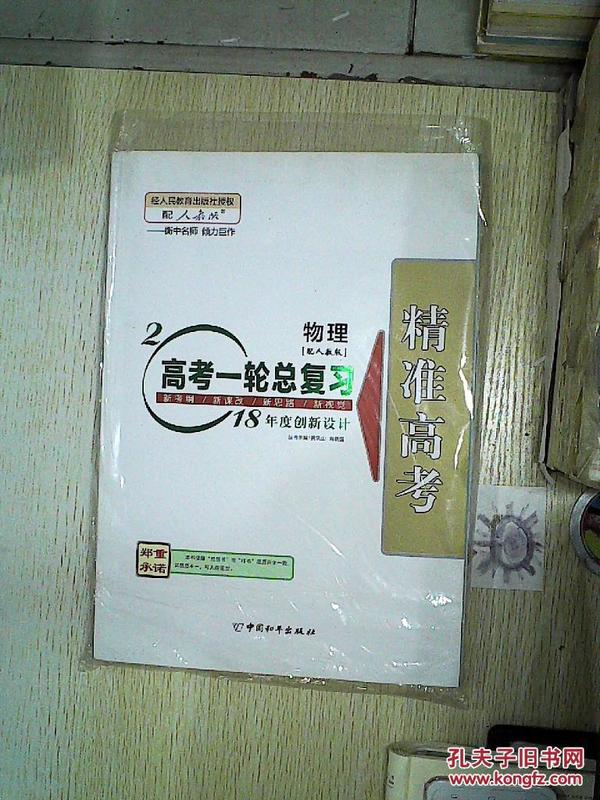 经人民教育出版社授权
配 人教版
——衡中名师 倾力巨作
精准高考
物理
[配人教版]
20
高考一轮总复习
新考纲 / 新课改 / 新思路 / 新视觉
18年度创新设计
郑重
承诺
中国和平出版社
孔夫子旧书网
www.kongfz.com